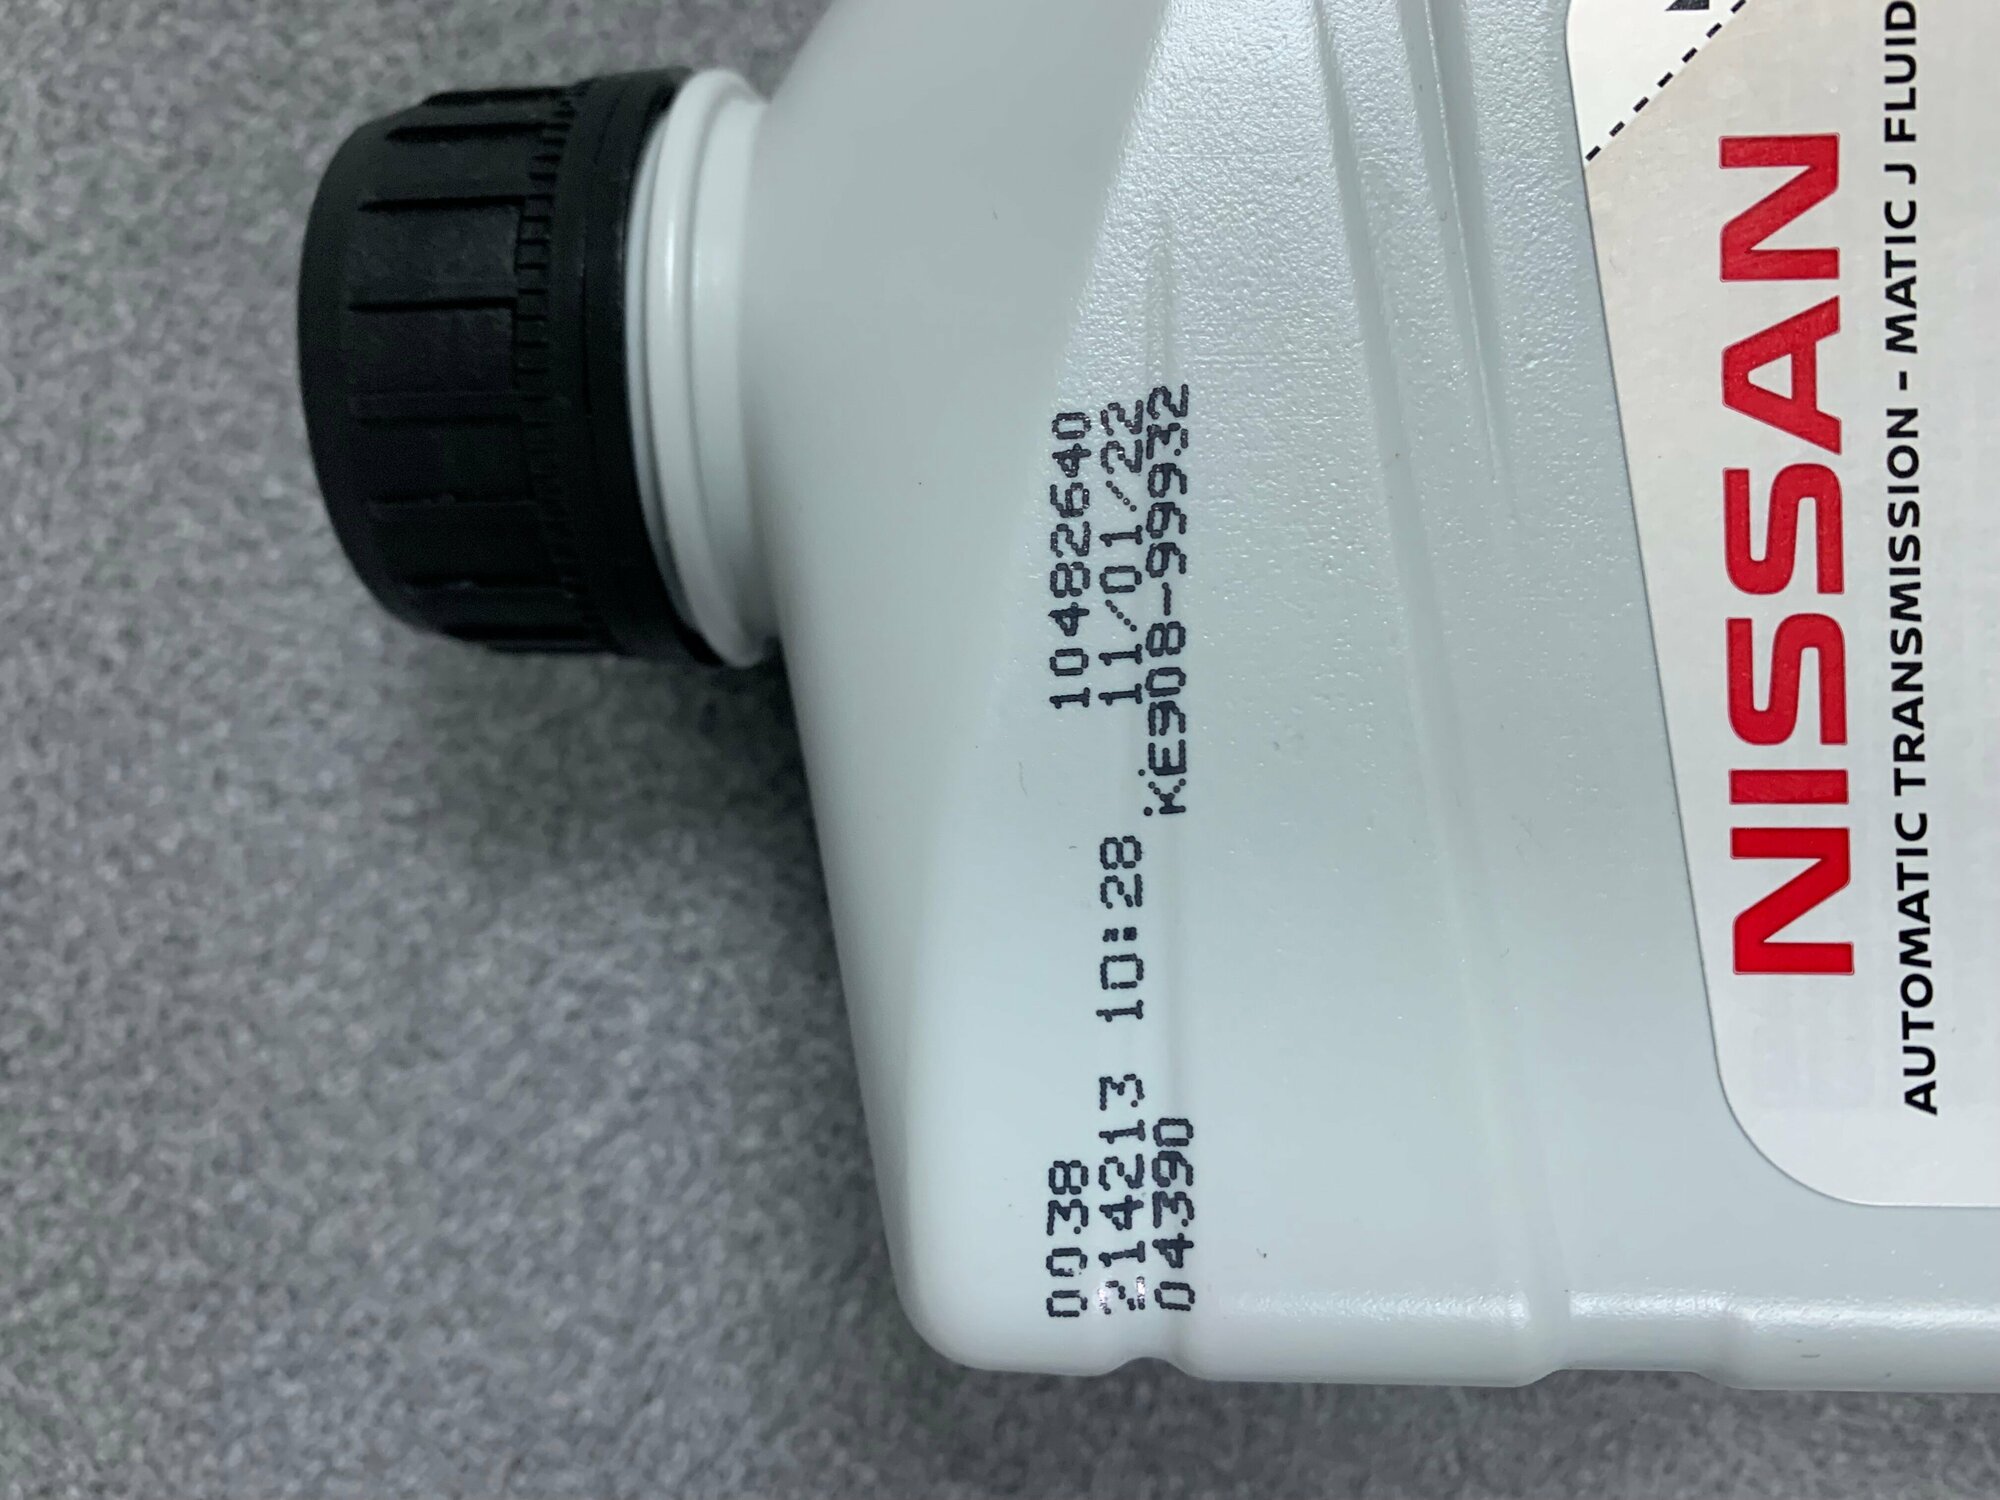 0038 10482640
214213 10:28 11/01/22
04390 KE908-99932
NISSAN
AUTOMATIC TRANSMISSION - MATIC J FLUID